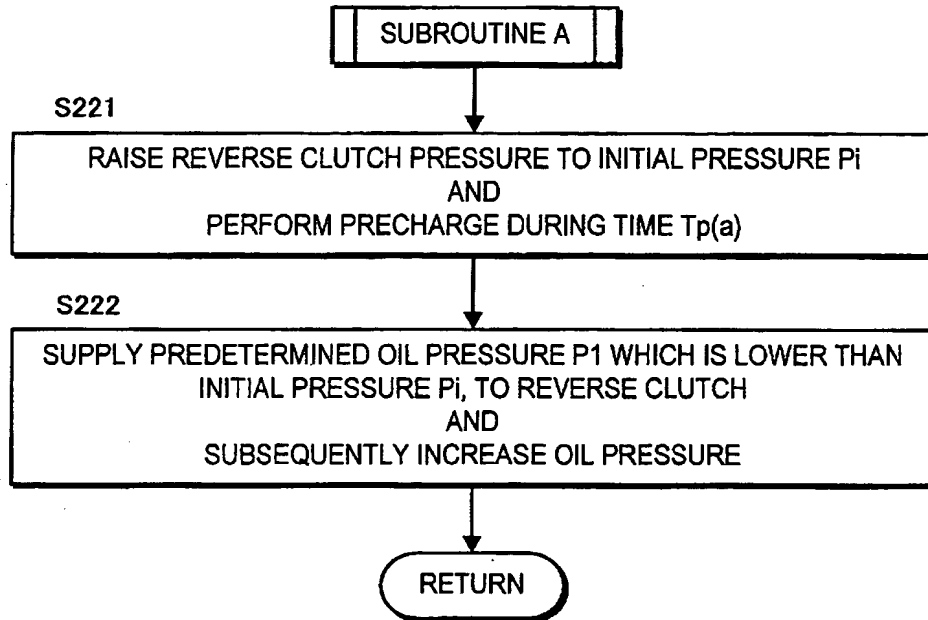 SUBROUTINE A
S221
RAISE REVERSE CLUTCH PRESSURE TO INITIAL PRESSURE Pi
AND
PERFORM PRECHARGE DURING TIME Tp(a)
S222
SUPPLY PREDETERMINED OIL PRESSURE P1 WHICH IS LOWER THAN
INITIAL PRESSURE Pi, TO REVERSE CLUTCH
AND
SUBSEQUENTLY INCREASE OIL PRESSURE
RETURN